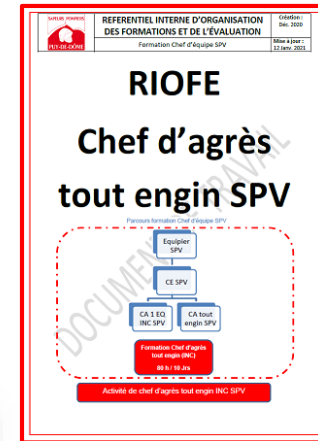 SAPEURS POMPIERS
PUY-DE-DÔME
REFERENTIEL INTERNE D'ORGANISATION
DES FORMATIONS ET DE L'ÉVALUATION
Formation Chef d'équipe SPV
Création :
Déc. 2020
Mise à jour :
12 Janv. 2021
RIOFE
Chef d'agrès
tout engin SPV
Parcours formation Chef d'équipe SPV
DOCUMENT DE TRAVAIL
Equipier
SPV
CE SPV
CA 1 EQ
INC SPV
CA tout
engin SPV
Formation Chef d'agrès
tout engin (INC)
80 h / 10 Jrs
Activité de chef d'agrès tout engin INC SPV